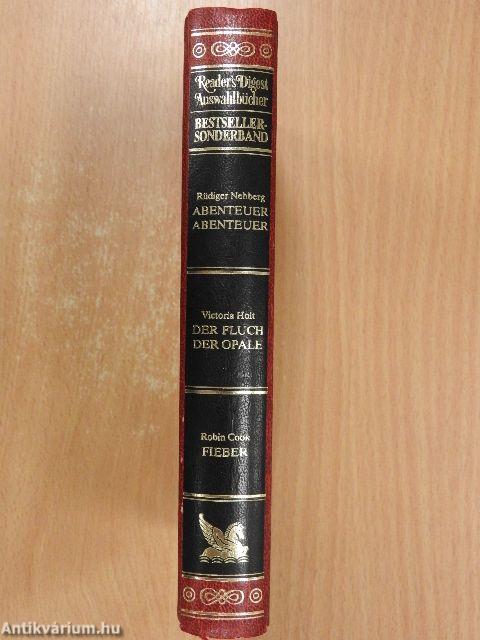 Reader's Digest
Auswahlbücher
BESTSELLER-
SONDERBAND
Rüdiger Nehberg
ABENTEUER
ABENTEUER
Victoria Holt
DER FLUCH
DER OPALE
Robin Cook
FIEBER
Antikvárium.hu